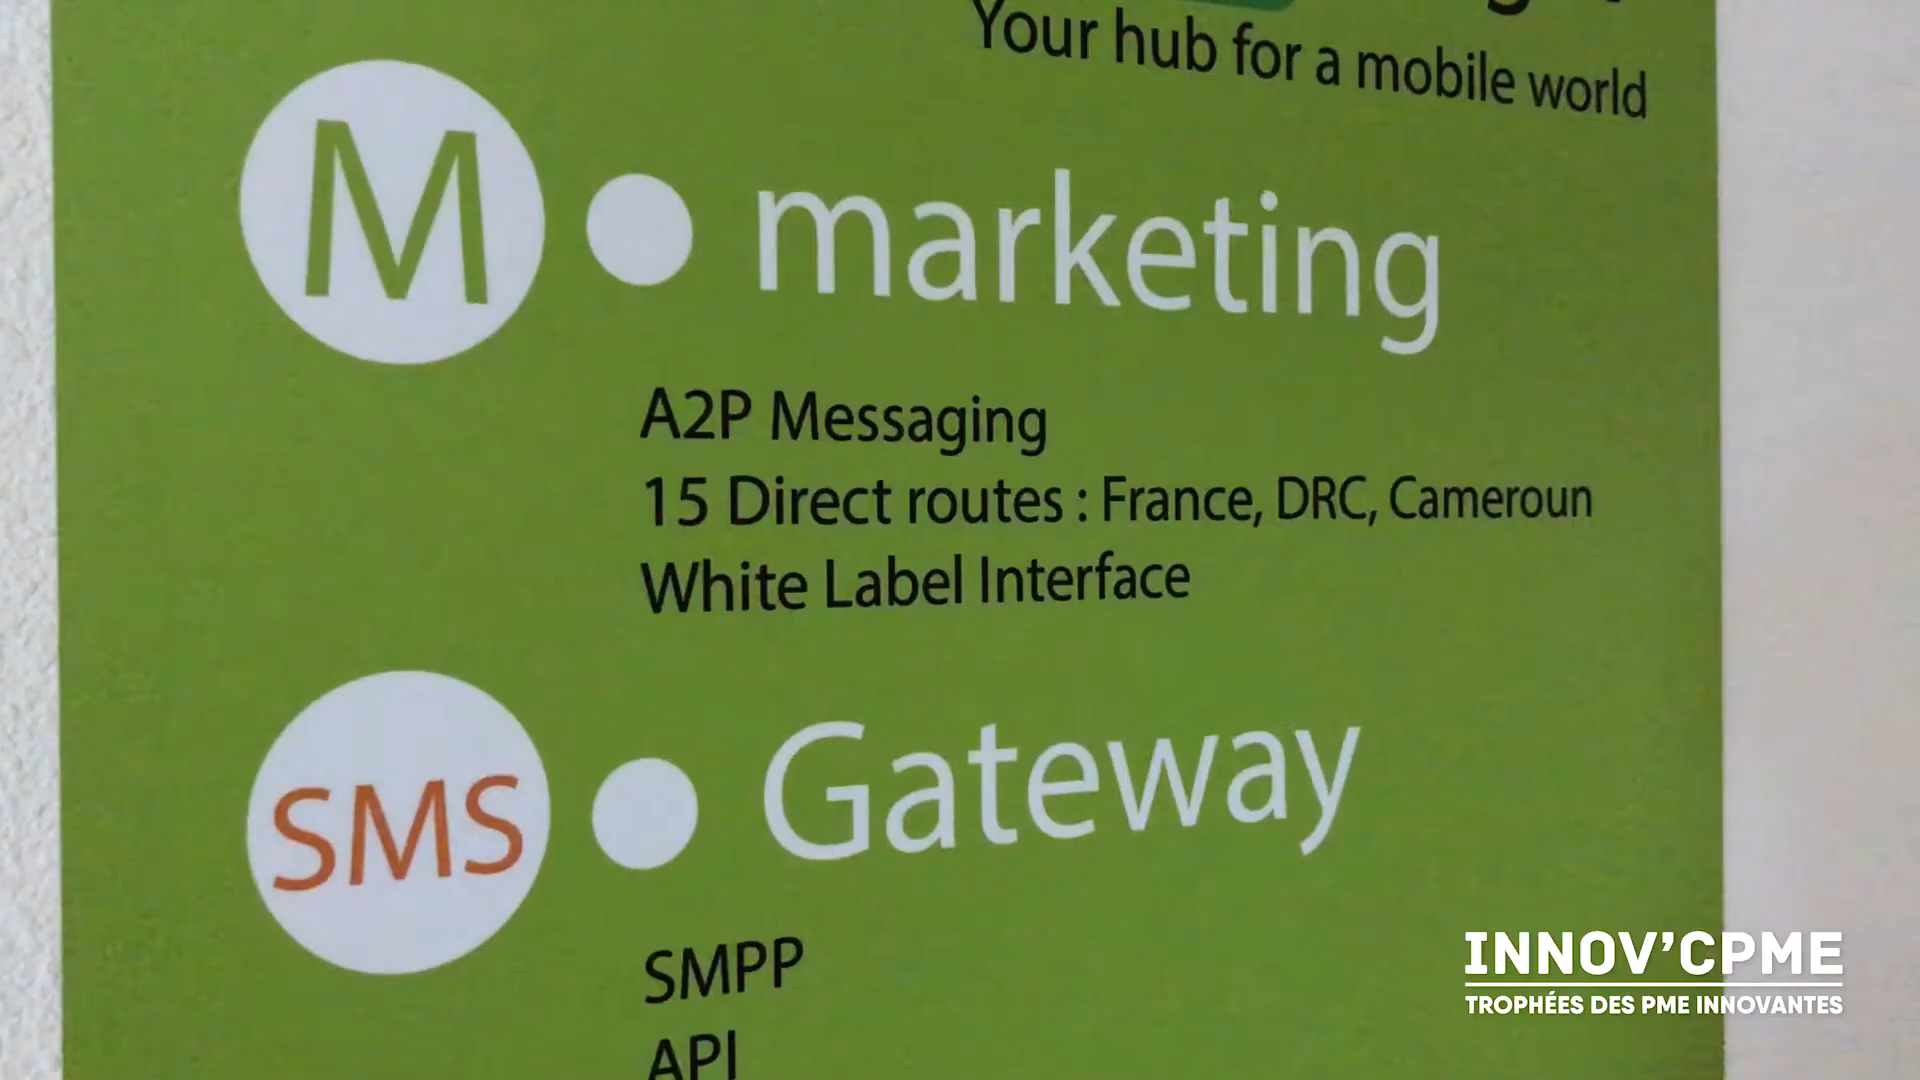 Your hub for a mobile world
M
marketing
A2P Messaging
15 Direct routes : France, DRC, Cameroun
White Label Interface
SMS
Gateway
SMPP
API
INNOV'CPME
TROPHÉES DES PME INNOVANTES